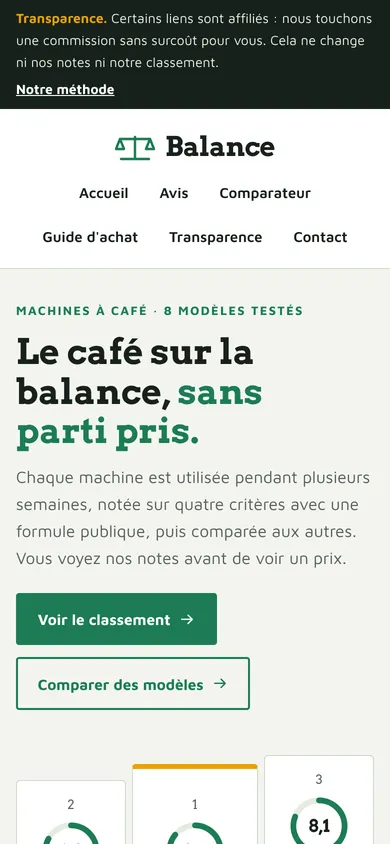 Transparence. Certains liens sont affiliés : nous touchons
une commission sans surcoût pour vous. Cela ne change
ni nos notes ni notre classement.
Notre méthode
Balance
Accueil Avis Comparateur
Guide d'achat Transparence Contact
MACHINES À CAFÉ · 8 MODÈLES TESTÉS
Le café sur la
balance, sans
parti pris.
Chaque machine est utilisée pendant plusieurs
semaines, notée sur quatre critères avec une
formule publique, puis comparée aux autres.
Vous voyez nos notes avant de voir un prix.
Voir le classement →
Comparer des modèles →
2
1
3
8,1